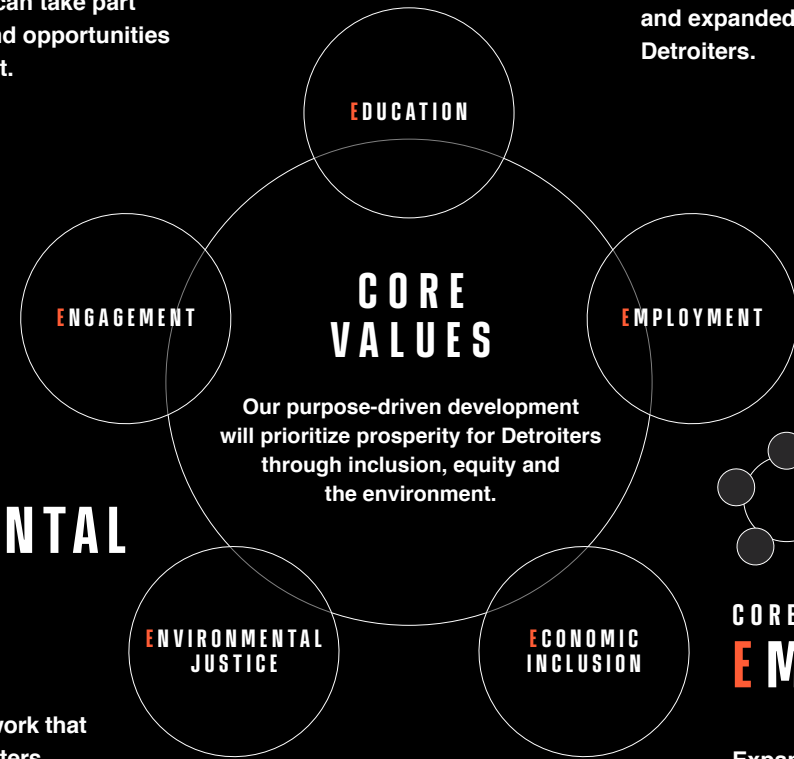 can take part
and opportunities
t.
and expanded
Detroiters.
EDUCATION
ENGAGEMENT
EMPLOYMENT
CORE
VALUES
Our purpose-driven development
will prioritize prosperity for Detroiters
through inclusion, equity and
the environment.
NTAL
ENVIRONMENTAL
JUSTICE
ECONOMIC
INCLUSION
CORE
EM
work that